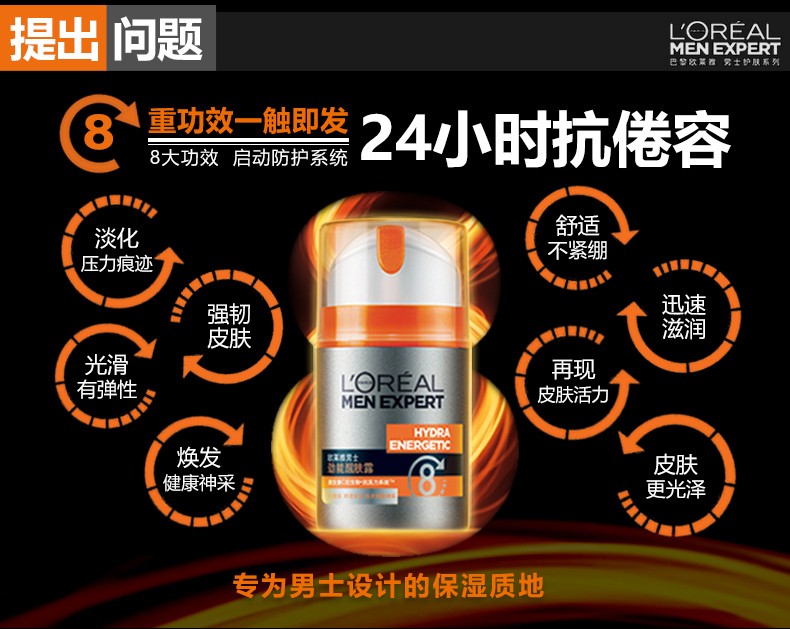 提出问题
L'ORÉAL
MEN EXPERT
巴黎欧莱雅 男士护肤系列
8
重功效一触即发
8大功效 启动防护系统
24小时抗倦容
淡化
压力痕迹
强韧
皮肤
光滑
有弹性
焕发
健康神采
舒适
不紧绷
迅速
滋润
再现
皮肤活力
皮肤
更光泽
L'ORÉAL
MEN EXPERT
HYDRA
ENERGETIC
欧莱雅男士
劲能醒肤露
8
专为男士设计的保湿质地